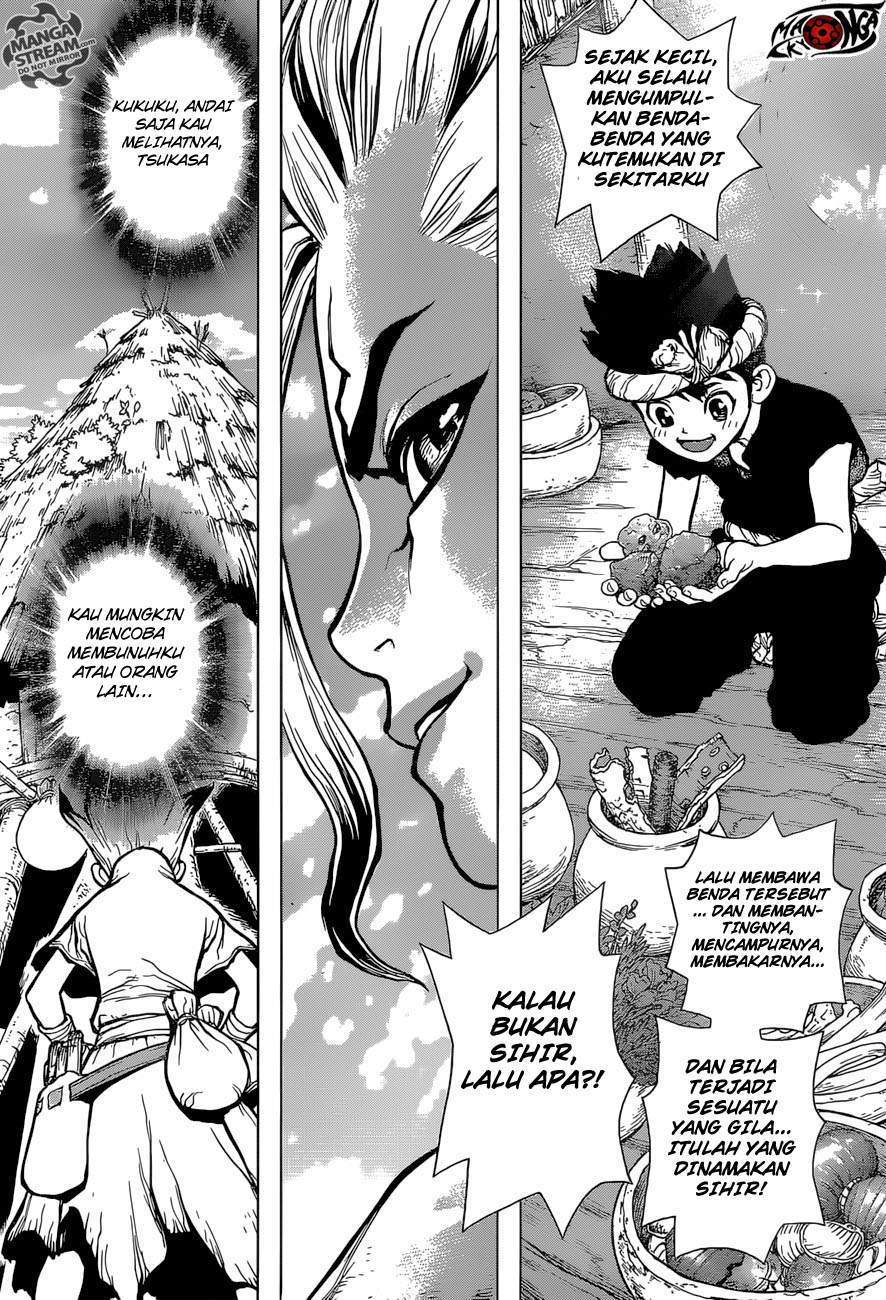 SEJAK KECIL,
AKU SELALU
MENGUMPUL-
KAN BENDA-
BENDA YANG
KUTEMUKAN DI
SEKITARKU
LALU MEMBAWA
BENDA TERSEBUT
... DAN MEMBAN-
TINGNYA,
MENCAMPURNYA,
MEMBAKARNYA...
DAN BILA
TERJADI
SESUATU
YANG GILA...
ITULAH YANG
DINAMAKAN
SIHIR!
KALAU
BUKAN
SIHIR,
LALU APA?!
KUKUKU, ANDAI
SAJA KAU
MELIHATNYA,
TSUKASA
KAU MUNGKIN
MENCOBA
MEMBUNUHKU
ATAU ORANG
LAIN...
MANGA
STREAM.com
DO NOT MIRROR